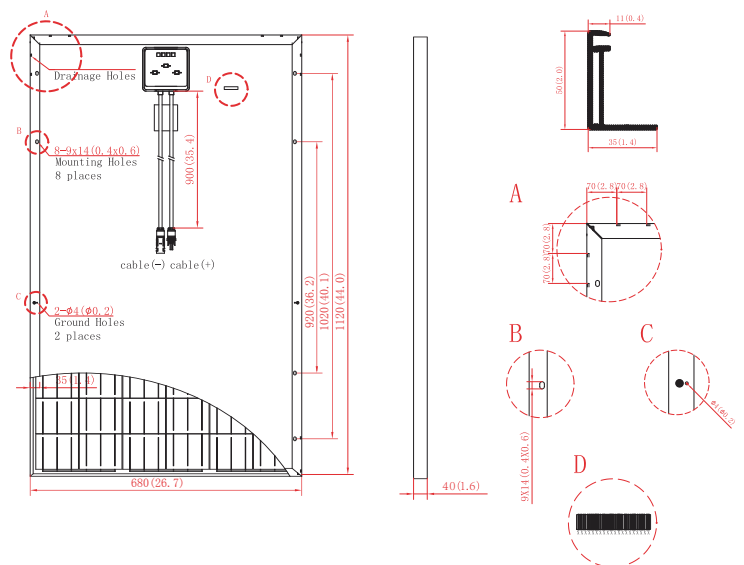 A
Drainage Holes
D
B
8-9x14(0.4x0.6)
Mounting Holes
8 places
900(35.4)
cable(-) cable(+)
C
2-ϕ4(ϕ0.2)
Ground Holes
2 places
920(36.2)
1020(40.1)
1120(44.0)
35(1.4)
680(26.7)
40(1.6)
11(0.4)
50(2.0)
35(1.4)
A
70(2.8)
70(2.8)
70(2.8)
70(2.8)
B
9X14(0.4X0.6)
C
ϕ4(ϕ0.2)
D